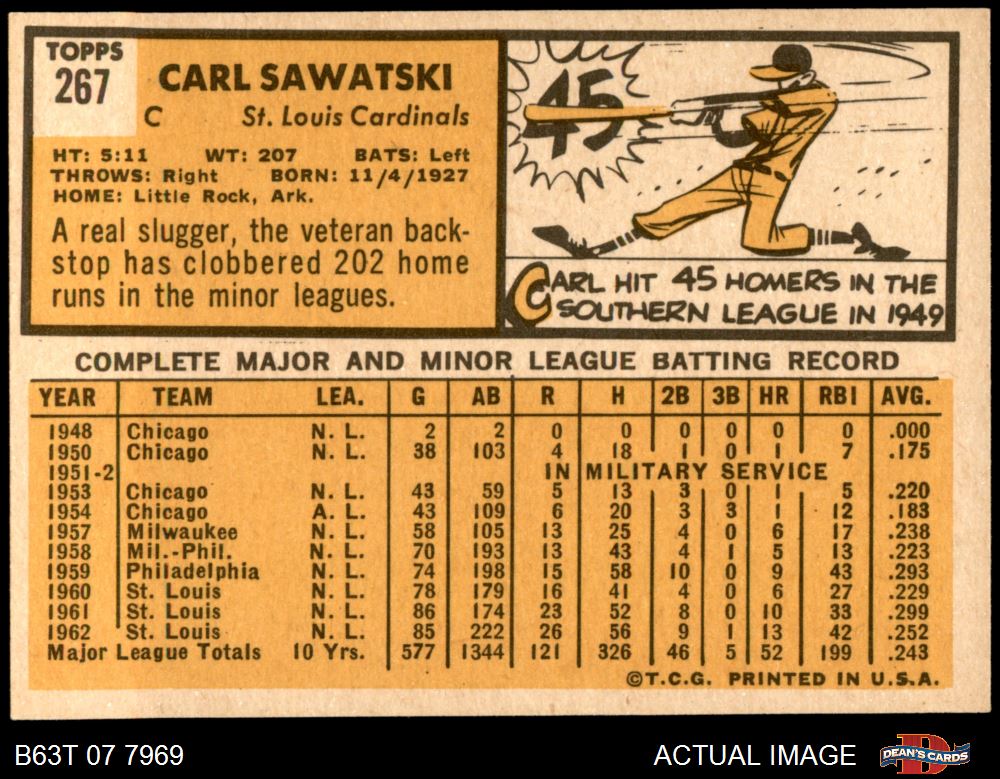 TOPPS
267
CARL SAWATSKI
C St. Louis Cardinals
HT: 5:11 WT: 207 BATS: Left
THROWS: Right BORN: 11/4/1927
HOME: Little Rock, Ark.
A real slugger, the veteran back-
stop has clobbered 202 home
runs in the minor leagues.
45
CARL HIT 45 HOMERS IN THE
SOUTHERN LEAGUE IN 1949
COMPLETE MAJOR AND MINOR LEAGUE BATTING RECORD
YEAR TEAM LEA. G AB R H 2B 3B HR RBI AVG.
1948 Chicago N. L. 2 2 0 0 0 0 0 0 .000
1950 Chicago N. L. 38 103 4 18 1 0 1 7 .175
1951-2 IN MILITARY SERVICE
1953 Chicago N. L. 43 59 5 13 3 0 1 5 .220
1954 Chicago A. L. 43 109 6 20 3 3 1 12 .183
1957 Milwaukee N. L. 58 105 13 25 4 0 6 17 .238
1958 Mil.-Phil. N. L. 70 193 13 43 4 1 5 13 .223
1959 Philadelphia N. L. 74 198 15 58 10 0 9 43 .293
1960 St. Louis N. L. 78 179 16 41 4 0 6 27 .229
1961 St. Louis N. L. 86 174 23 52 8 0 10 33 .299
1962 St. Louis N. L. 85 222 26 56 9 1 13 42 .252
Major League Totals 10 Yrs. 577 1344 121 326 46 5 52 199 .243
©T.C.G. PRINTED IN U.S.A.
B63T 07 7969 ACTUAL IMAGE DEAN'S CARDS